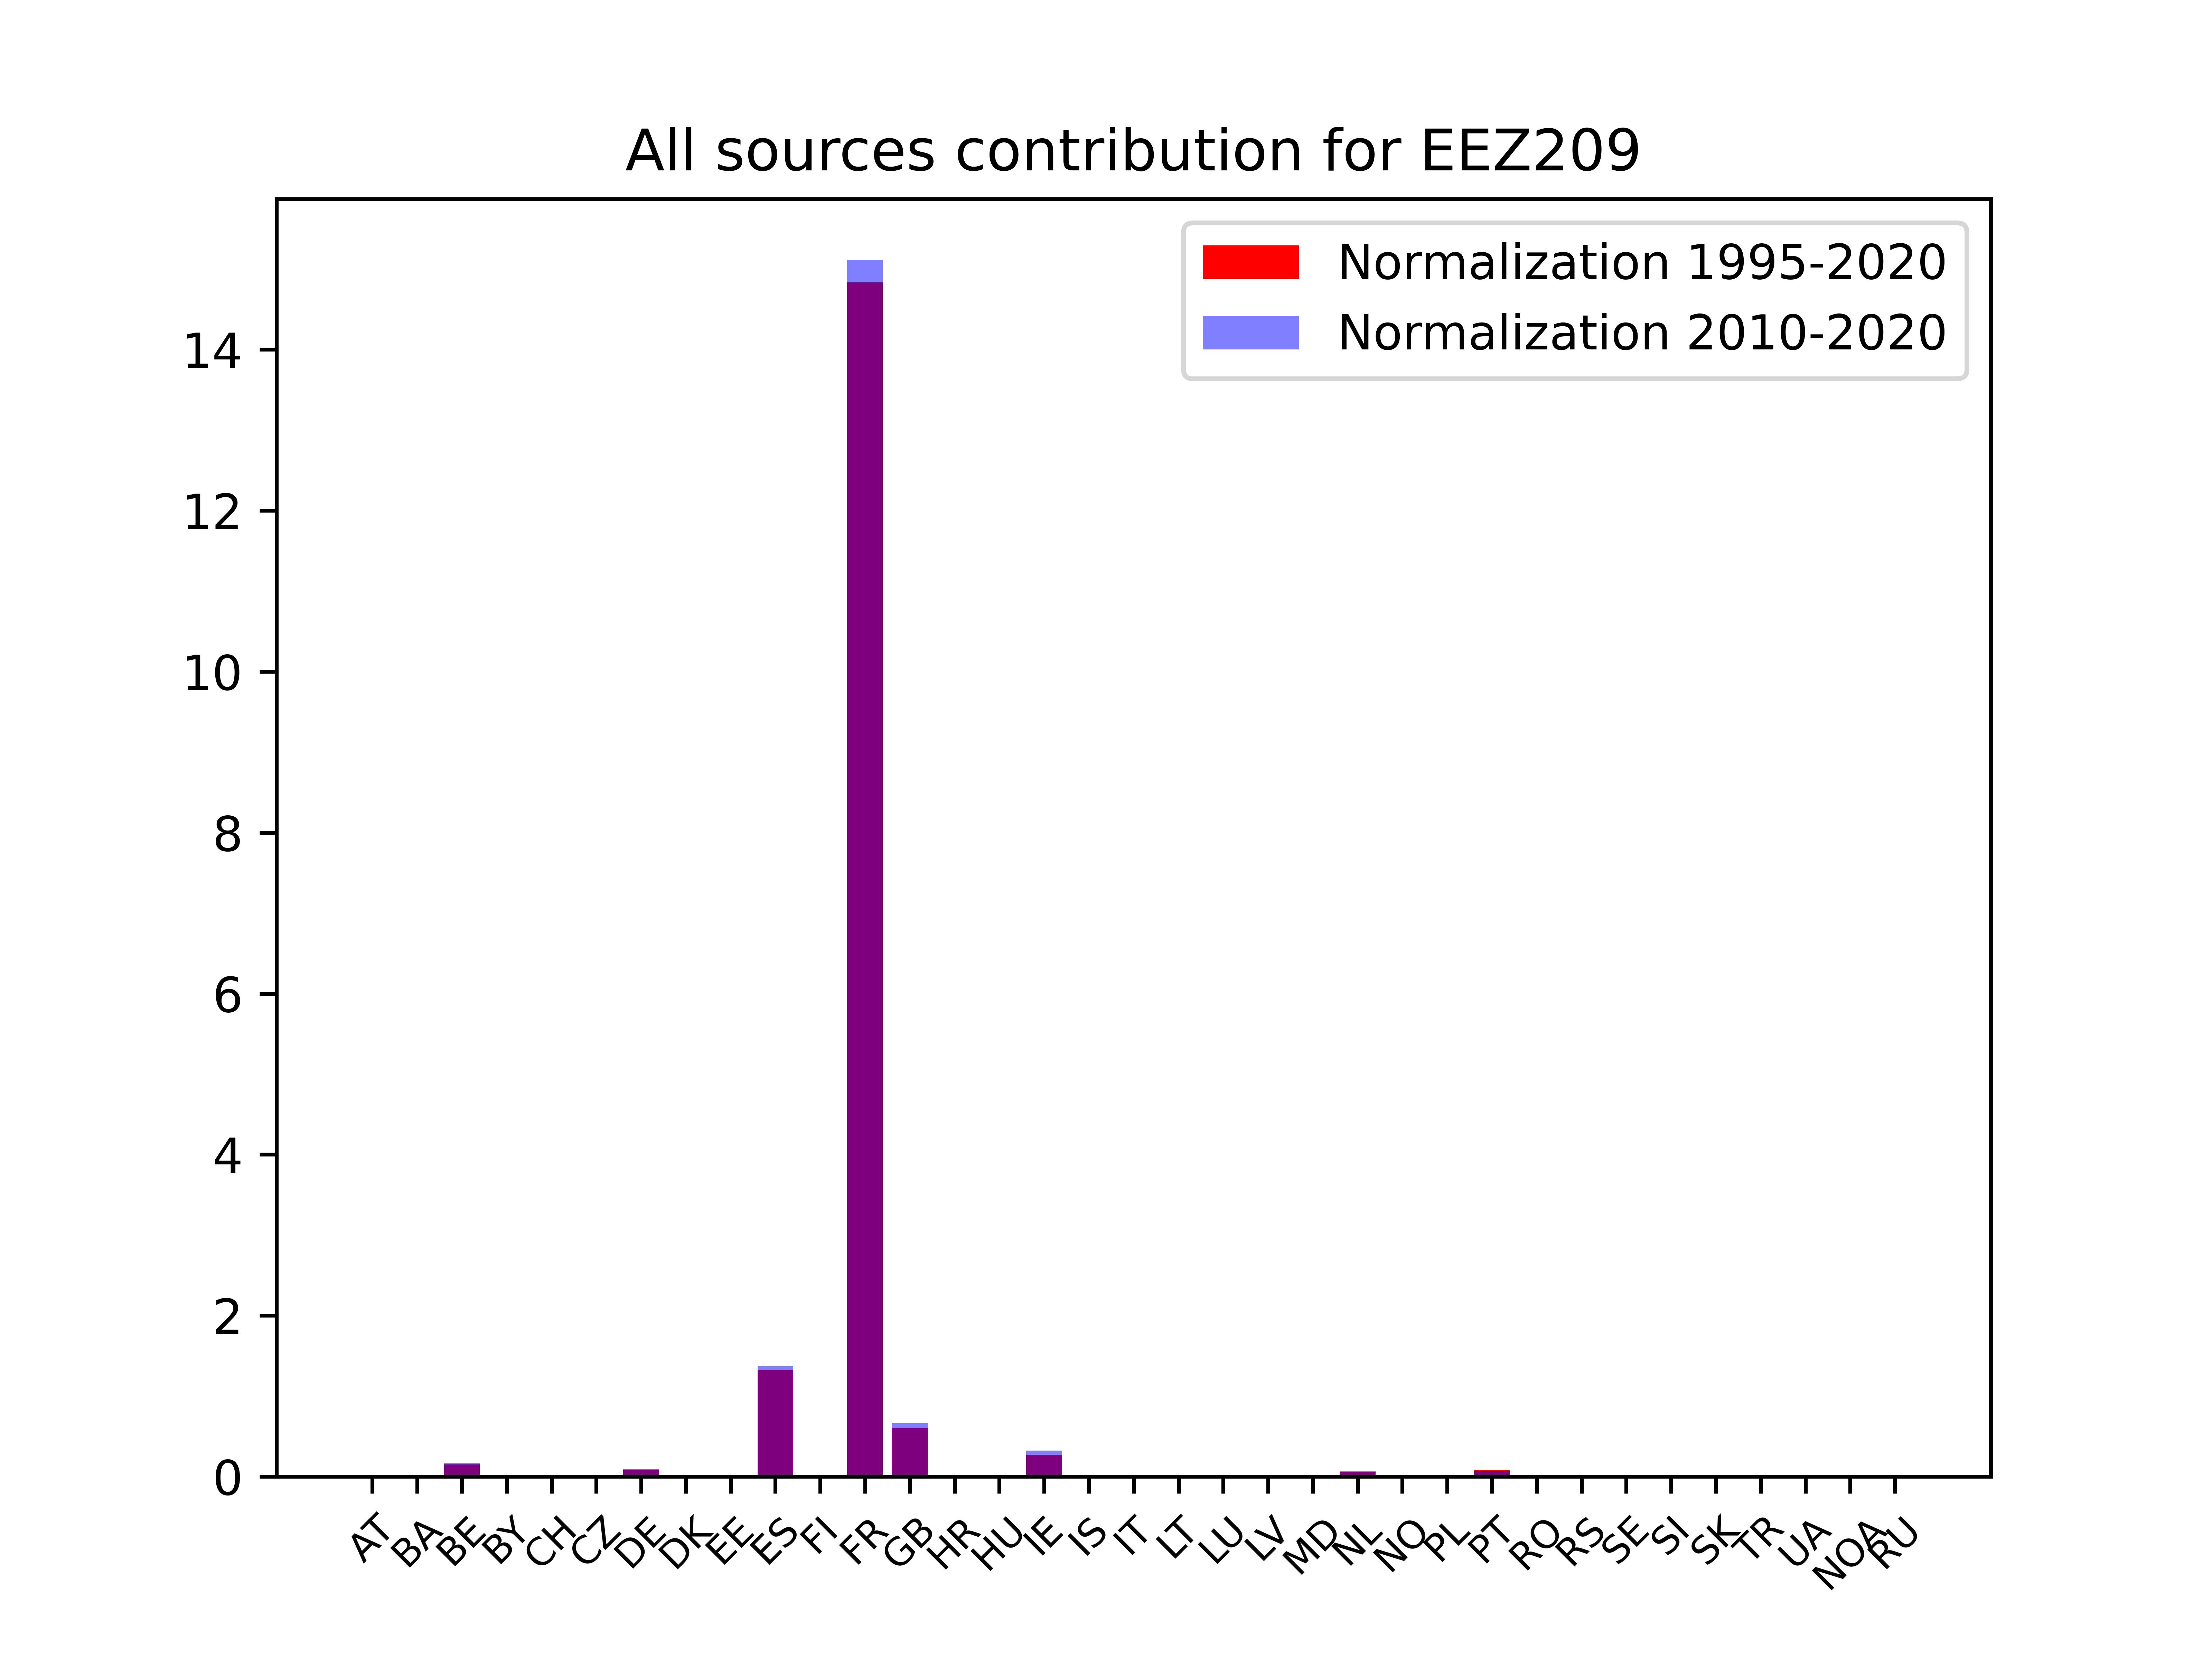 All sources contribution for EEZ209
Normalization 1995-2020
Normalization 2010-2020
14
12
10
8
6
4
2
0
AT BA BE BY CH CZ DE DK EE ES FI FR GB HR HU IE IS IT LT LU LV MD NL NO PL PT RO RS SE SI SK TR UA NOA RU